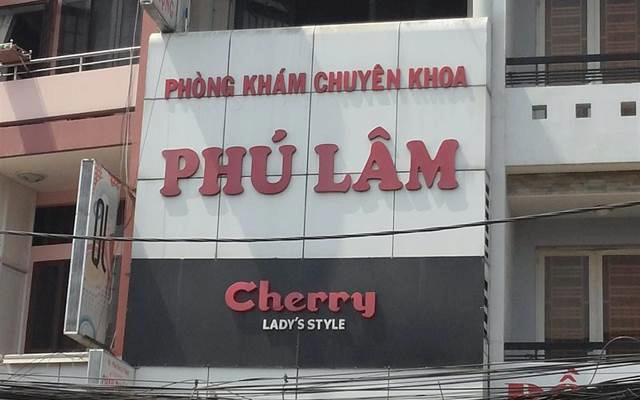 PHÒNG KHÁM CHUYÊN KHOA
PHÚ LÂM
Cherry
LADY'S STYLE